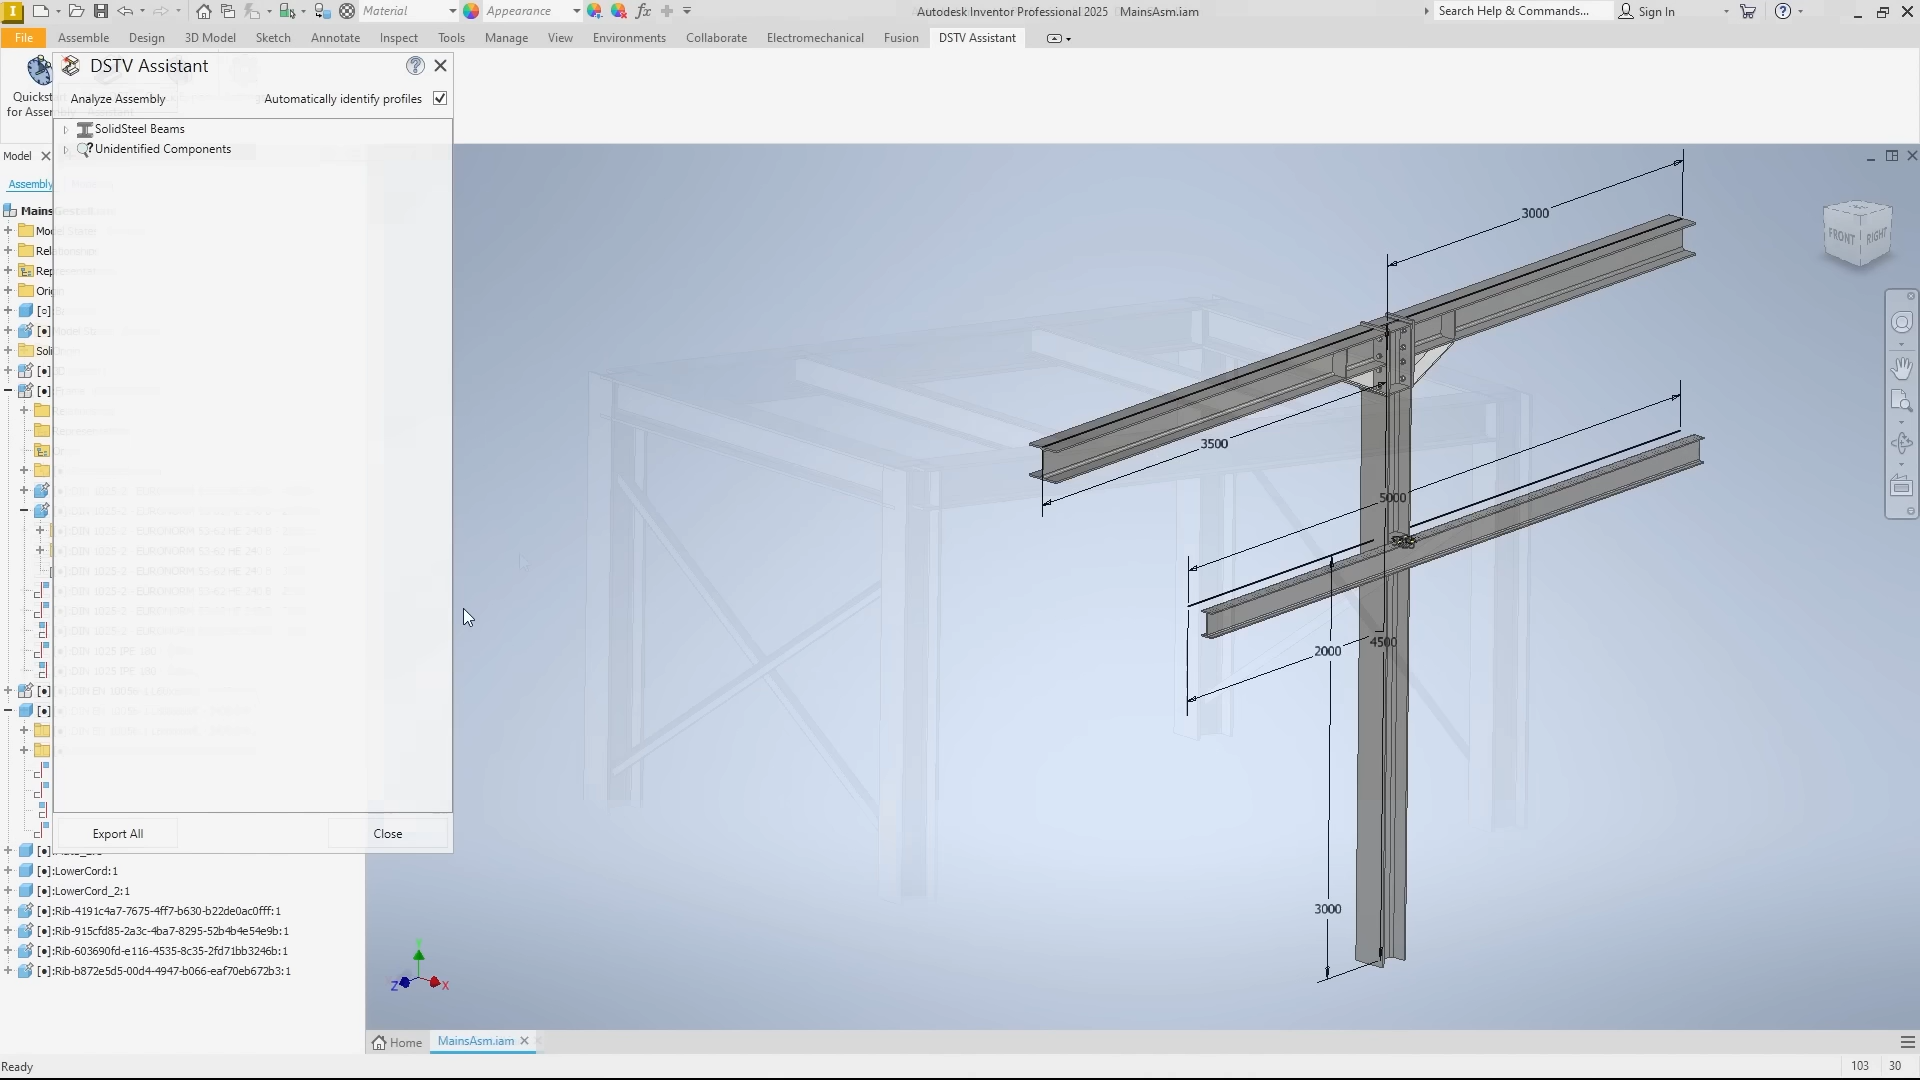 Material
Appearance
Autodesk Inventor Professional 2025 MainsAsm.iam
Search Help & Commands...
Sign In
File
Assemble
Design
3D Model
Sketch
Annotate
Inspect
Tools
Manage
View
Environments
Collaborate
Electromechanical
Fusion
DSTV Assistant
DSTV Assistant
Analyze Assembly
Automatically identify profiles
SolidSteel Beams
Unidentified Components
Model
Assembly
[●]:LowerCord:1
[●]:LowerCord_2:1
[●]:Rib-4191c4a7-7675-4ff7-b630-b22de0ac0fff:1
[●]:Rib-915cfd85-2a3c-4ba7-8295-52b4b4e54e9b:1
[●]:Rib-603690fd-e116-4535-8c35-2fd71bb3246b:1
[●]:Rib-b872e5d5-00d4-4947-b066-eaf70eb672b3:1
Export All
Close
3000
3500
5000
2000
4500
3000
FRONT
RIGHT
Y
Z
X
Home
MainsAsm.iam
Ready
103
30